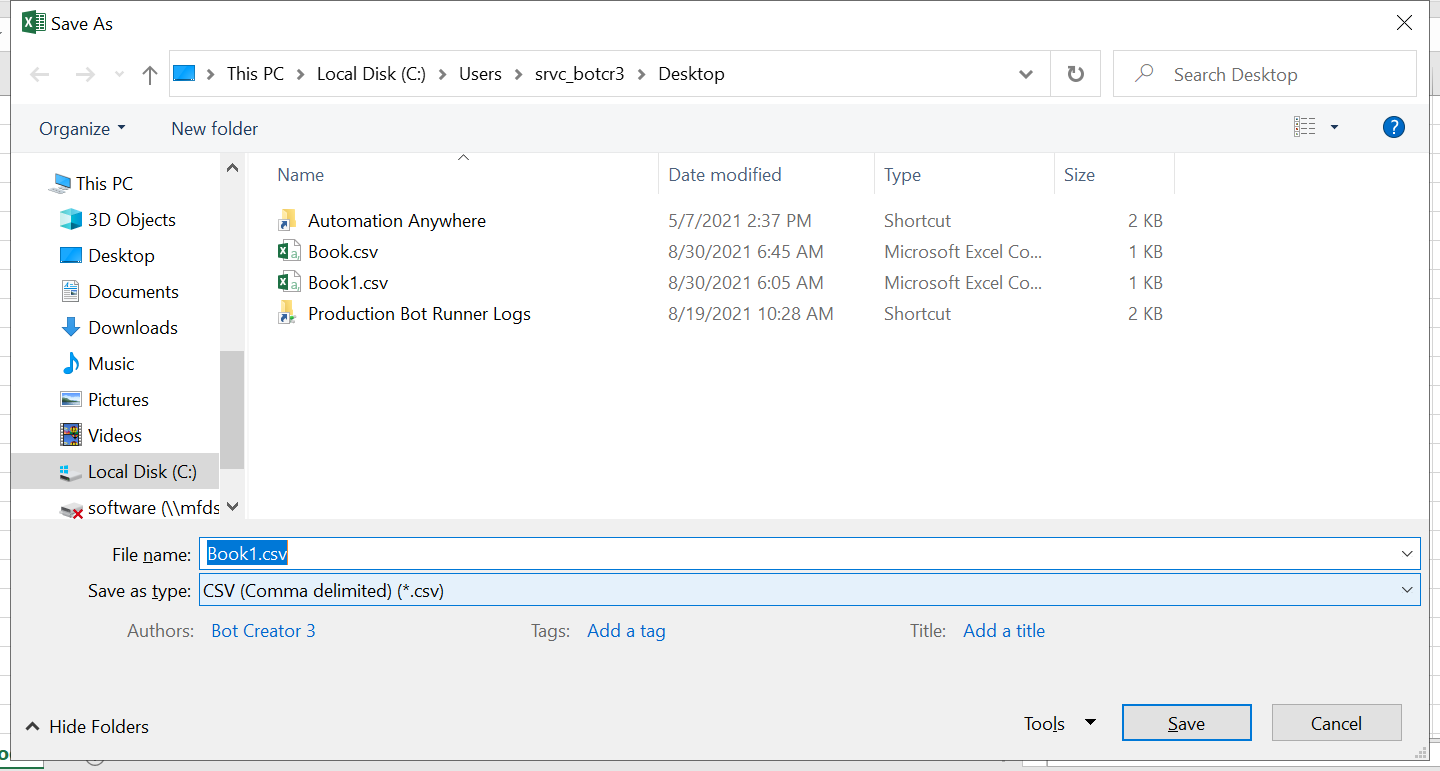 Save As
This PC > Local Disk (C:) > Users > srvc_botcr3 > Desktop
Search Desktop
Organize
New folder
?
This PC
3D Objects
Desktop
Documents
Downloads
Music
Pictures
Videos
Local Disk (C:)
software (\\mfds
Name Date modified Type Size
Automation Anywhere 5/7/2021 2:37 PM Shortcut 2 KB
Book.csv 8/30/2021 6:45 AM Microsoft Excel Co... 1 KB
Book1.csv 8/30/2021 6:05 AM Microsoft Excel Co... 1 KB
Production Bot Runner Logs 8/19/2021 10:28 AM Shortcut 2 KB
File name: Book1.csv
Save as type: CSV (Comma delimited) (*.csv)
Authors: Bot Creator 3 Tags: Add a tag Title: Add a title
Hide Folders
Tools Save Cancel